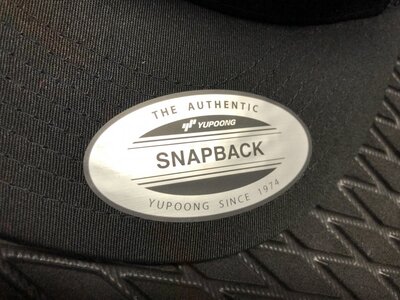 THE AUTHENTIC
YUPOONG
SNAPBACK
YUPOONG SINCE 1974